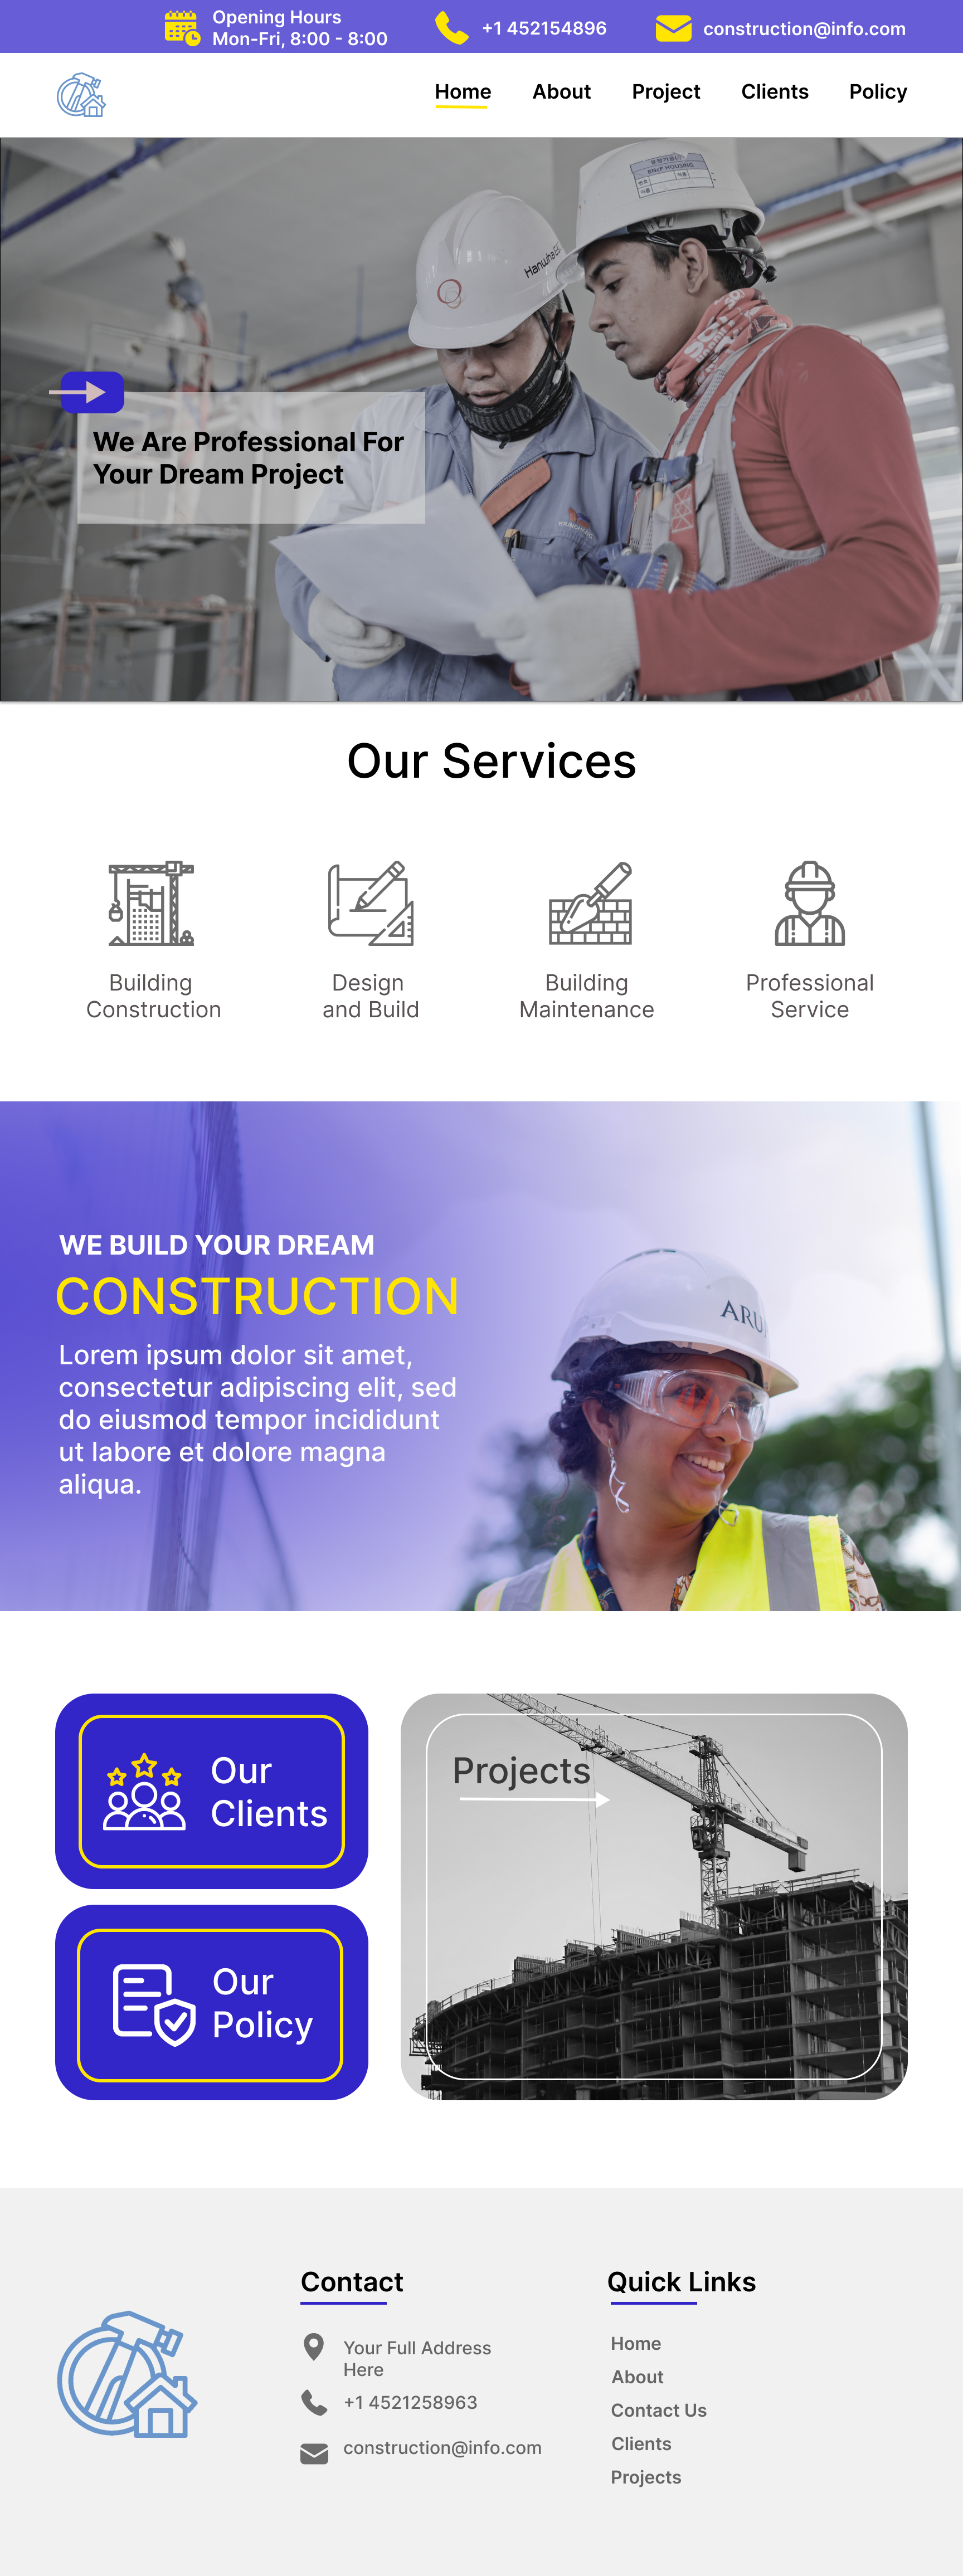 Opening Hours
Mon-Fri, 8:00 - 8:00
+1 452154896
construction@info.com
Home
About
Project
Clients
Policy
BN&P HOUSING
Hanwha
We Are Professional For
Your Dream Project
Our Services
Building
Construction
Design
and Build
Building
Maintenance
Professional
Service
WE BUILD YOUR DREAM
CONSTRUCTION
Lorem ipsum dolor sit amet,
consectetur adipiscing elit, sed
do eiusmod tempor incididunt
ut labore et dolore magna
aliqua.
ARU
Our
Clients
Our
Policy
Projects
Contact
Your Full Address
Here
+1 4521258963
construction@info.com
Quick Links
Home
About
Contact Us
Clients
Projects